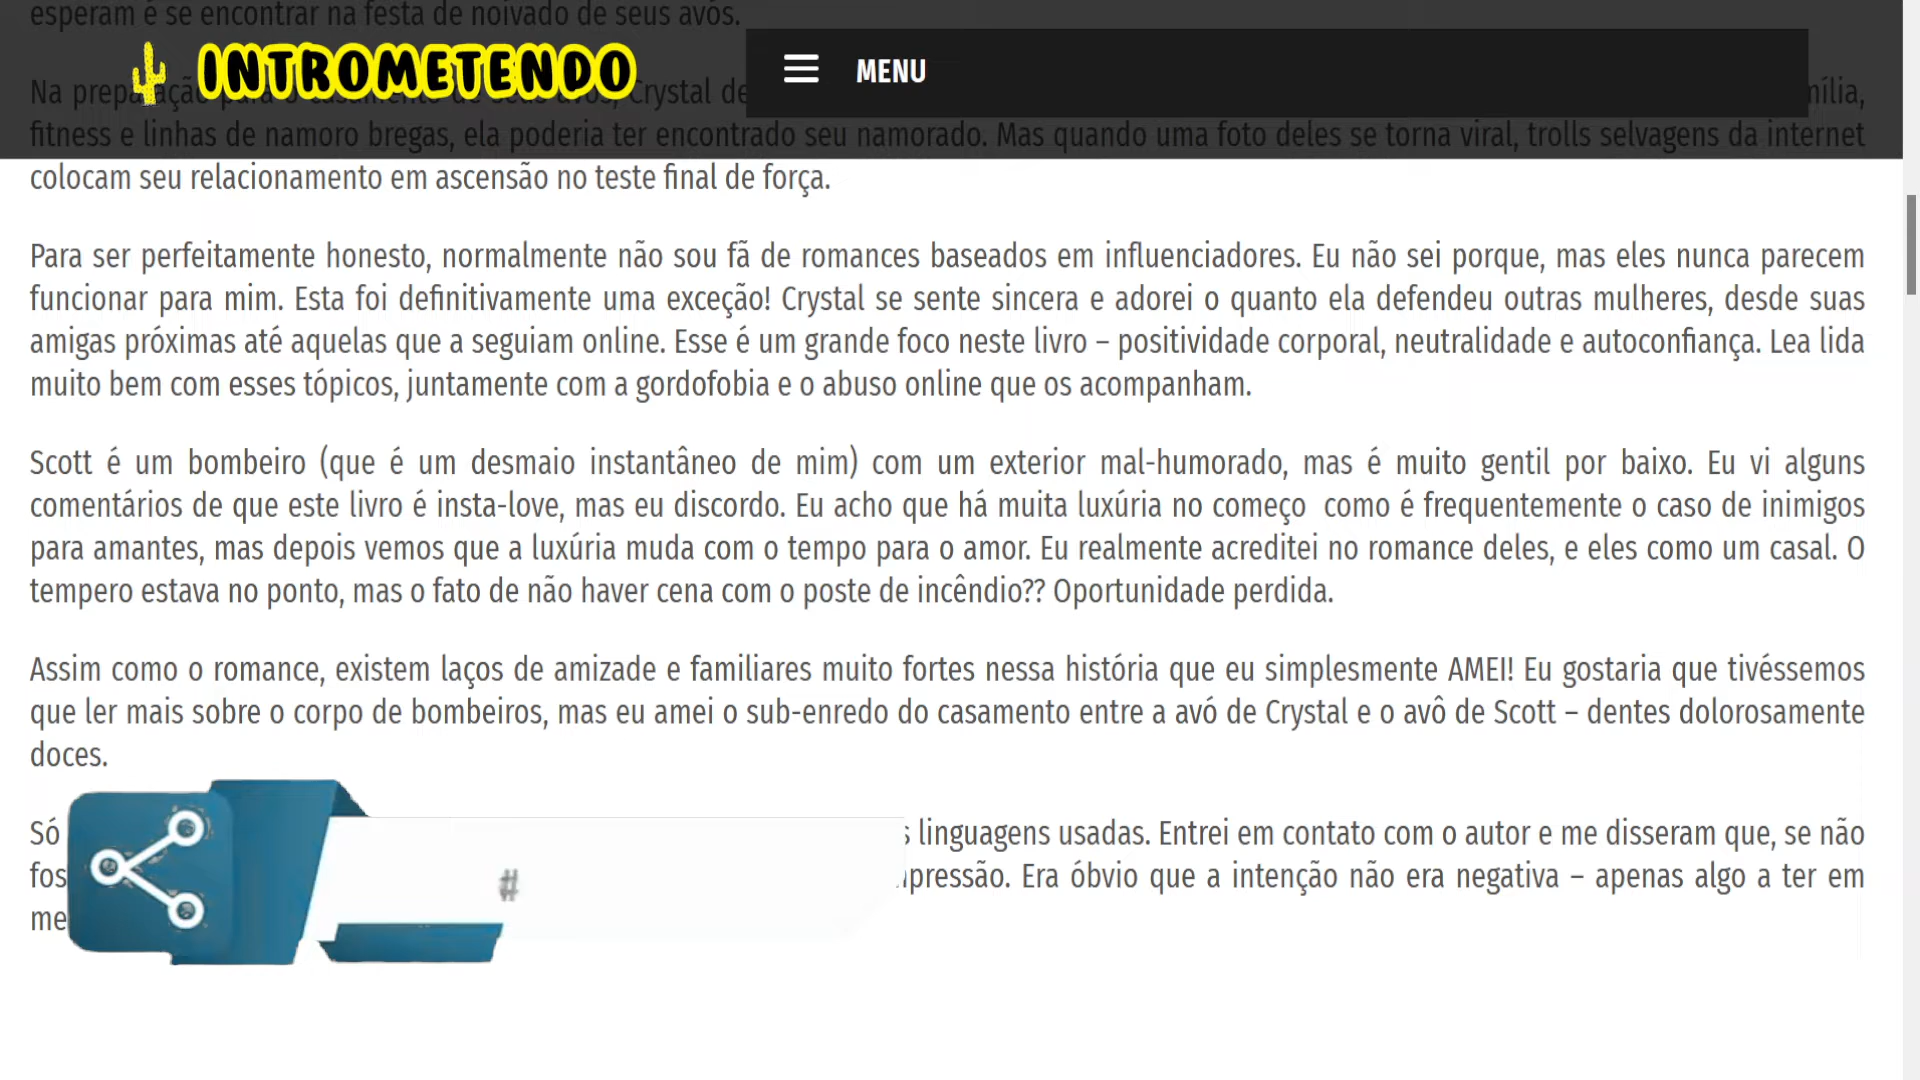 esperam é se encontrar na festa de noivado de seus avós.
INTROMETENDO
MENU
Na preparação para o casamento de seus avós, Crystal de
mília,
fitness e linhas de namoro bregas, ela poderia ter encontrado seu namorado. Mas quando uma foto deles se torna viral, trolls selvagens da internet
colocam seu relacionamento em ascensão no teste final de força.
Para ser perfeitamente honesto, normalmente não sou fã de romances baseados em influenciadores. Eu não sei porque, mas eles nunca parecem
funcionar para mim. Esta foi definitivamente uma exceção! Crystal se sente sincera e adorei o quanto ela defendeu outras mulheres, desde suas
amigas próximas até aquelas que a seguiam online. Esse é um grande foco neste livro – positividade corporal, neutralidade e autoconfiança. Lea lida
muito bem com esses tópicos, juntamente com a gordofobia e o abuso online que os acompanham.
Scott é um bombeiro (que é um desmaio instantâneo de mim) com um exterior mal-humorado, mas é muito gentil por baixo. Eu vi alguns
comentários de que este livro é insta-love, mas eu discordo. Eu acho que há muita luxúria no começo como é frequentemente o caso de inimigos
para amantes, mas depois vemos que a luxúria muda com o tempo para o amor. Eu realmente acreditei no romance deles, e eles como um casal. O
tempero estava no ponto, mas o fato de não haver cena com o poste de incêndio?? Oportunidade perdida.
Assim como o romance, existem laços de amizade e familiares muito fortes nessa história que eu simplesmente AMEI! Eu gostaria que tivéssemos
que ler mais sobre o corpo de bombeiros, mas eu amei o sub-enredo do casamento entre a avó de Crystal e o avô de Scott – dentes dolorosamente
doces.
Só
linguagens usadas. Entrei em contato com o autor e me disseram que, se não
fos
#
pressão. Era óbvio que a intenção não era negativa – apenas algo a ter em
me